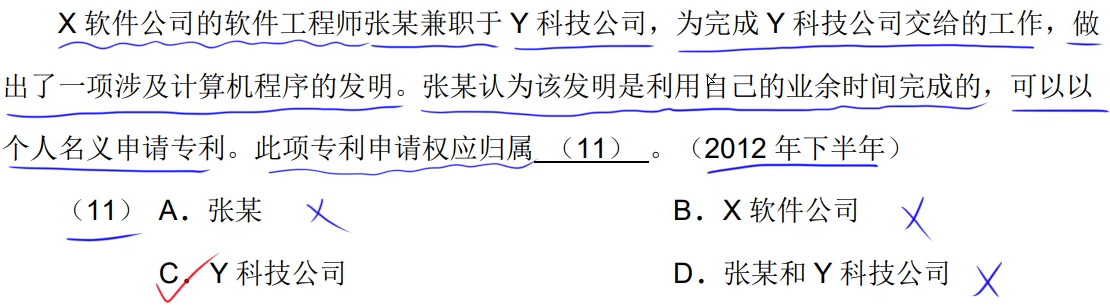 X 软件公司的软件工程师张某兼职于 Y 科技公司，为完成 Y 科技公司交给的工作，做
出了一项涉及计算机程序的发明。张某认为该发明是利用自己的业余时间完成的，可以以
个人名义申请专利。此项专利申请权应归属 （11） 。（2012 年下半年）
（11） A．张某 B．X 软件公司
C．Y 科技公司 D．张某和 Y 科技公司